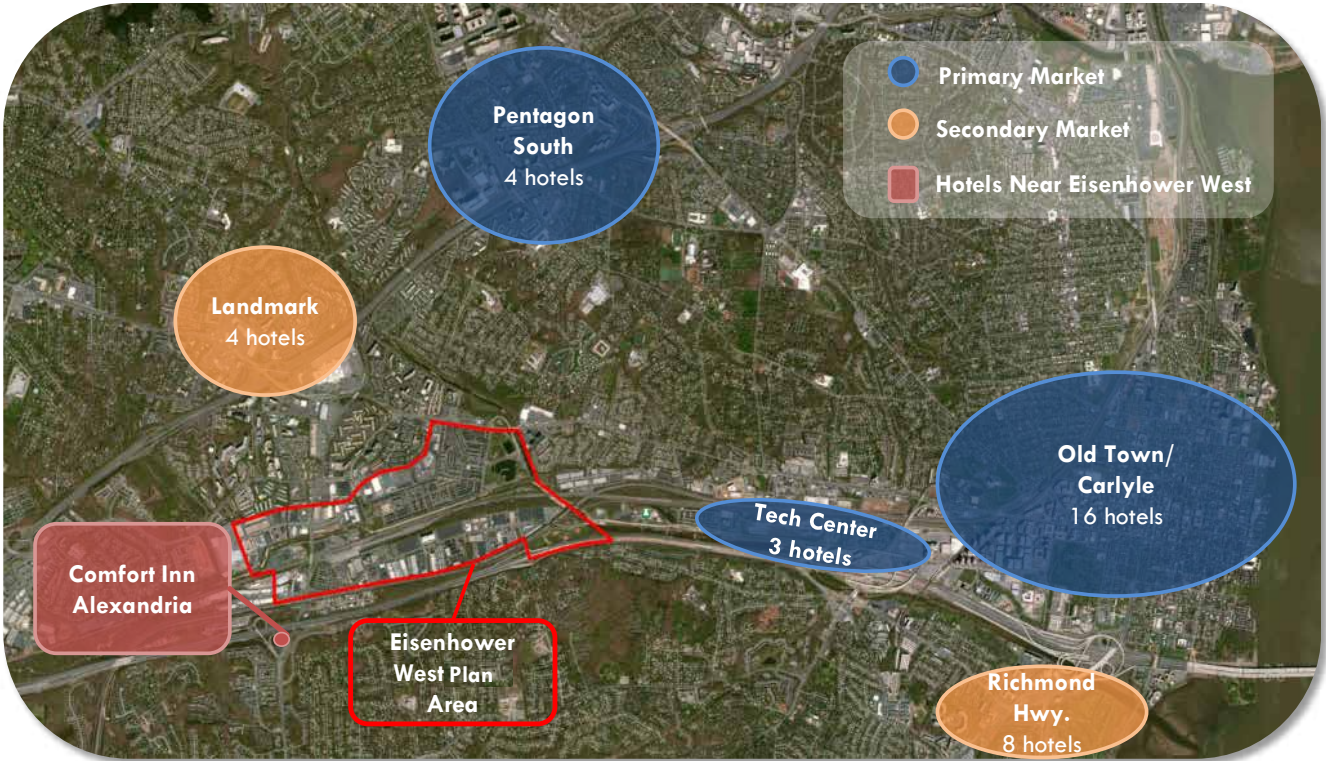 Pentagon
South
4 hotels
Primary Market
Secondary Market
Hotels Near Eisenhower West
Landmark
4 hotels
Old Town/
Carlyle
16 hotels
Tech Center
3 hotels
Comfort Inn
Alexandria
Eisenhower
West Plan
Area
Richmond
Hwy.
8 hotels